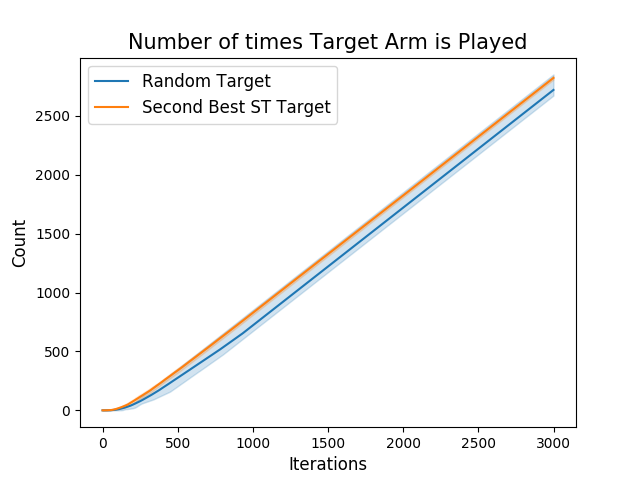 Number of times Target Arm is Played
Random Target
Second Best ST Target
2500
2000
1500
1000
500
0
Count
0 500 1000 1500 2000 2500 3000
Iterations